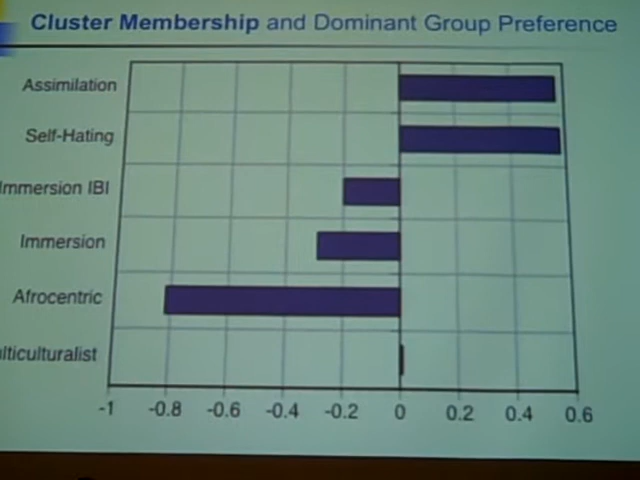 Cluster Membership and Dominant Group Preference
Assimilation
Self-Hating
Immersion IBI
Immersion
Afrocentric
lticulturalist
-1 -0.8 -0.6 -0.4 -0.2 0 0.2 0.4 0.6